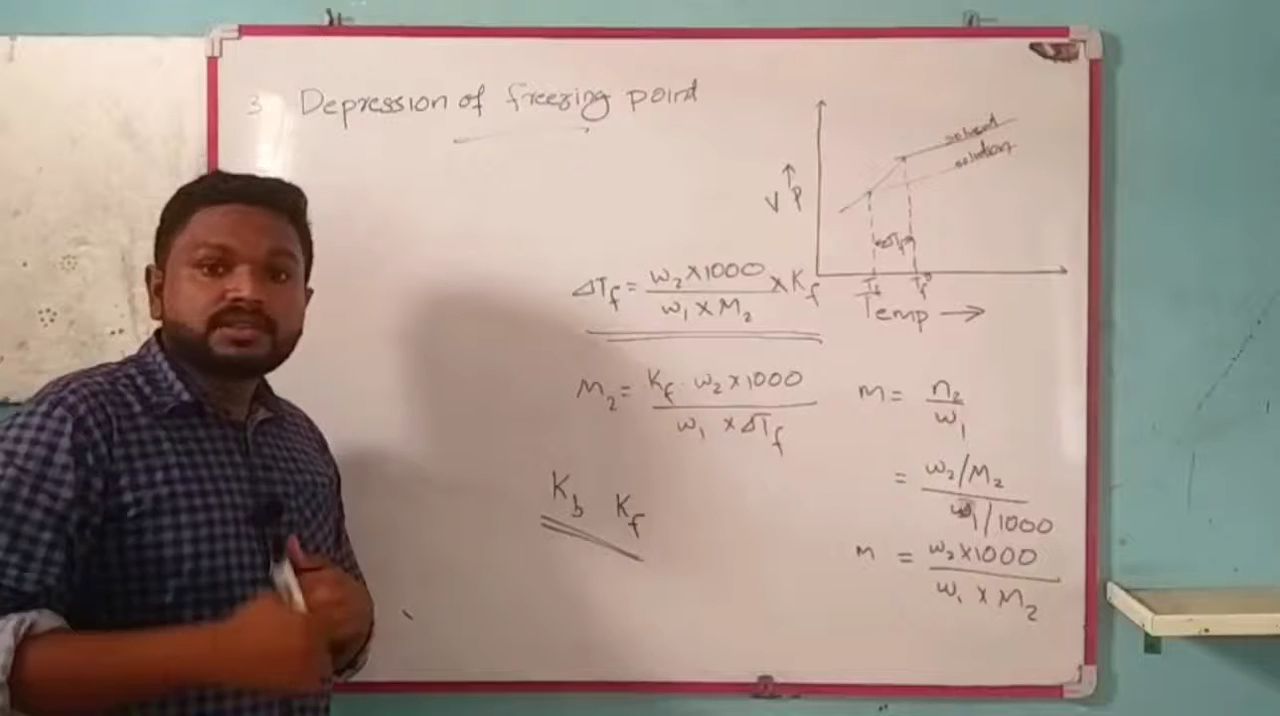 3 Depression of freezing point
solvent
solution
V P ↑
ΔTf
Tf Tf°
Temp →
ΔTf = w₂×1000 / w₁ × M₂ × Kf
M₂ = Kf · w₂×1000 / w₁ × ΔTf
m = n₂ / w₁
= w₂/M₂ / w₁/1000
m = w₂×1000 / w₁ × M₂
Kb Kf